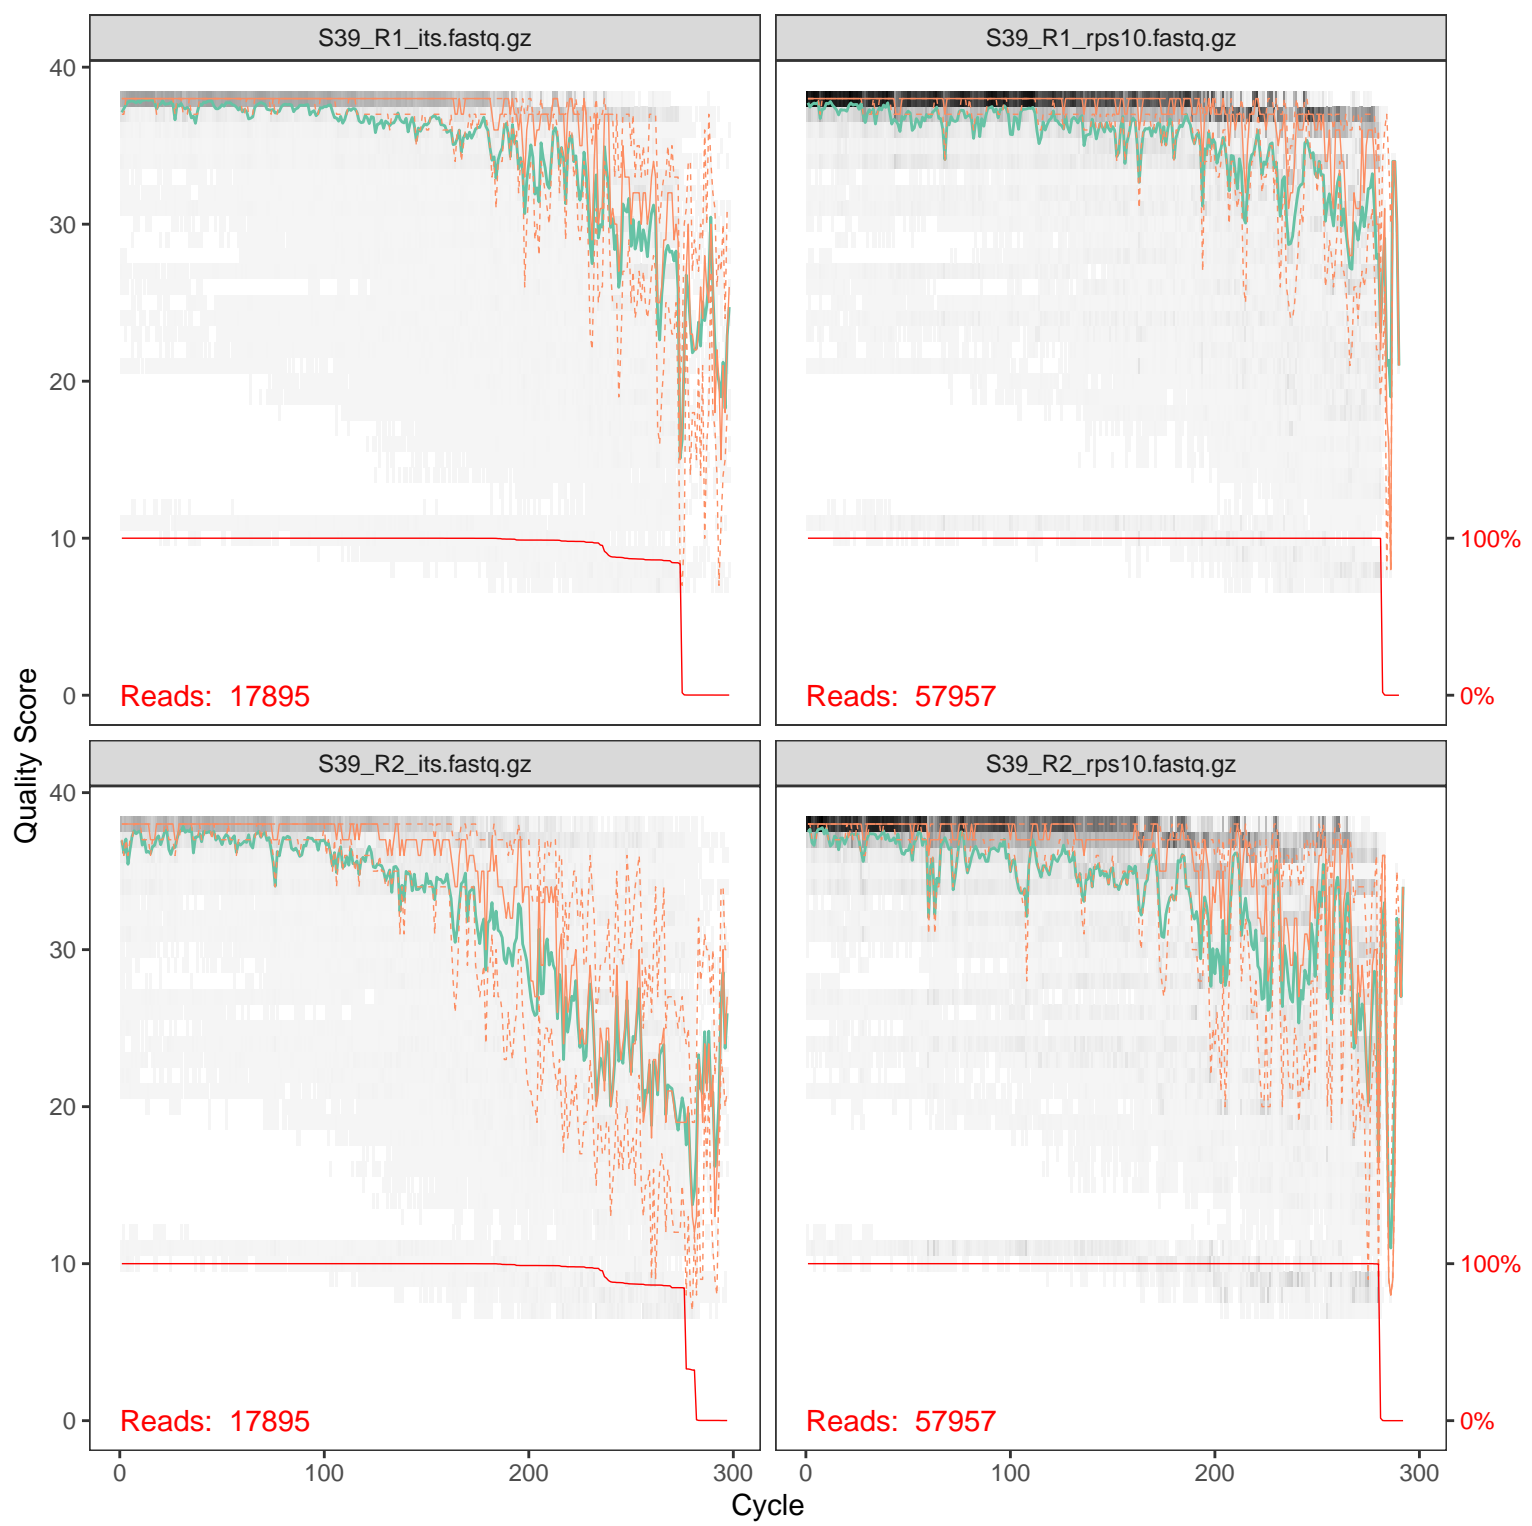 S39_R1_its.fastq.gz
S39_R1_rps10.fastq.gz
40
30
20
10
0
100%
0%
Reads: 17895
Reads: 57957
Quality Score
S39_R2_its.fastq.gz
S39_R2_rps10.fastq.gz
40
30
20
10
0
100%
0%
Reads: 17895
Reads: 57957
0 100 200 300
0 100 200 300
Cycle